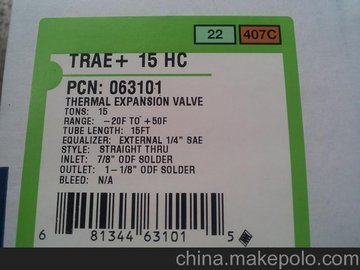 22 407C
TRAE+ 15 HC
PCN: 063101
THERMAL EXPANSION VALVE
TONS: 15
RANGE: -20F TO +50F
TUBE LENGTH: 15FT
EQUALIZER: EXTERNAL 1/4" SAE
STYLE: STRAIGHT THRU
INLET: 7/8" ODF SOLDER
OUTLET: 1-1/8" ODF SOLDER
BLEED: N/A
6 81344 63101 5
china.makepolo.com